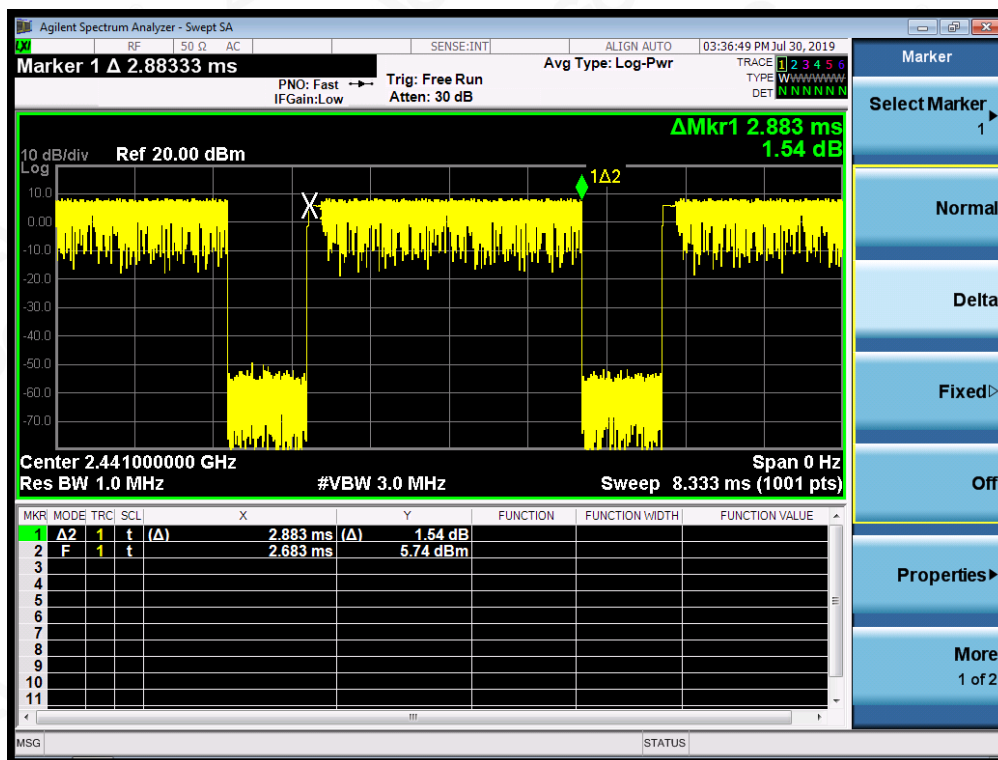 Agilent Spectrum Analyzer - Swept SA
LXI RF 50 Ω AC SENSE:INT ALIGN AUTO 03:36:49 PM Jul 30, 2019
Marker 1 Δ 2.88333 ms
PNO: Fast
IFGain:Low
Trig: Free Run
Atten: 30 dB
Avg Type: Log-Pwr
TRACE 1 2 3 4 5 6
TYPE WWWWWWW
DET N N N N N N
ΔMkr1 2.883 ms
1.54 dB
10 dB/div Ref 20.00 dBm
Log
1Δ2
10.0
0.00
-10.0
-20.0
-30.0
-40.0
-50.0
-60.0
-70.0
Center 2.441000000 GHz Span 0 Hz
Res BW 1.0 MHz #VBW 3.0 MHz Sweep 8.333 ms (1001 pts)
MKR MODE TRC SCL X Y FUNCTION FUNCTION WIDTH FUNCTION VALUE
1 Δ2 1 t (Δ) 2.883 ms (Δ) 1.54 dB
2 F 1 t 2.683 ms 5.74 dBm
3
4
5
6
7
8
9
10
11
MSG STATUS
Marker
Select Marker
1
Normal
Delta
Fixed
Off
Properties
More
1 of 2